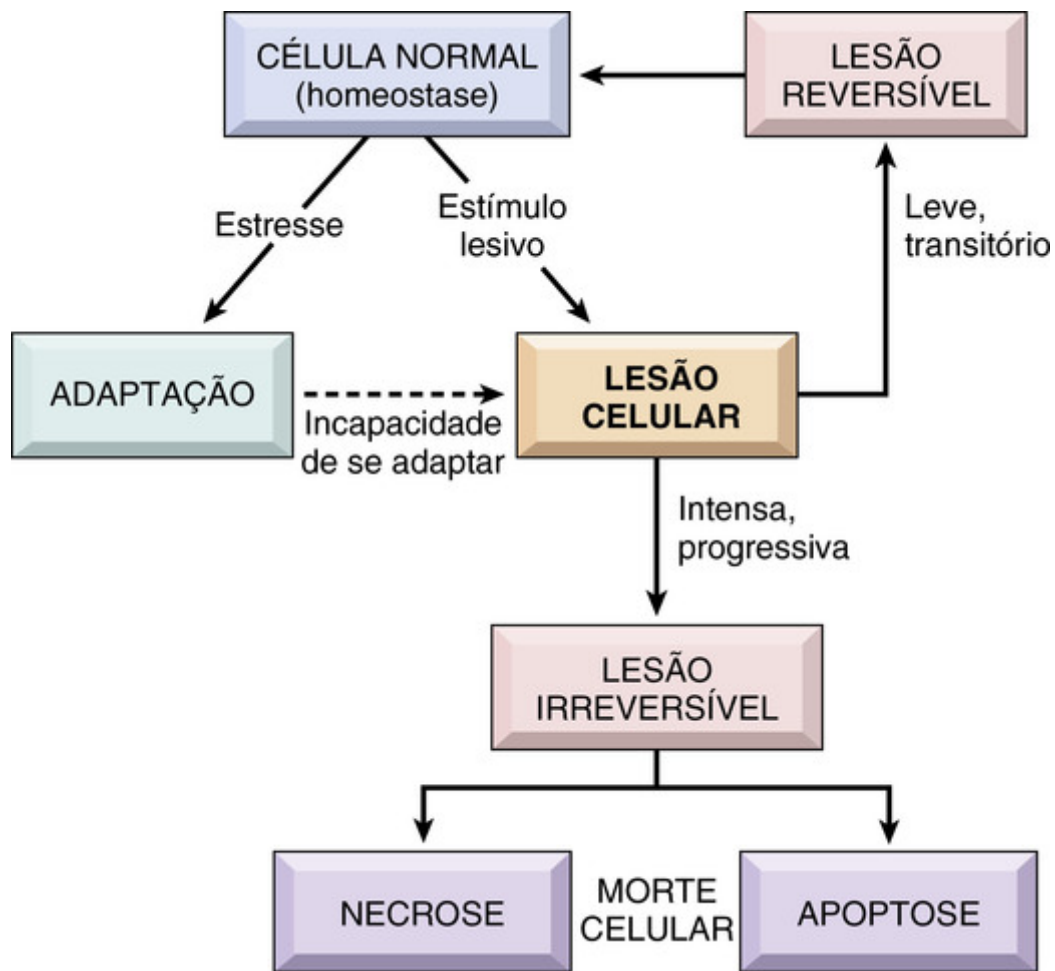 CÉLULA NORMAL
(homeostase)
LESÃO
REVERSÍVEL
Estresse
Estímulo
lesivo
Leve,
transitório
ADAPTAÇÃO
Incapacidade
de se adaptar
LESÃO
CELULAR
Intensa,
progressiva
LESÃO
IRREVERSÍVEL
NECROSE
MORTE
CELULAR
APOPTOSE